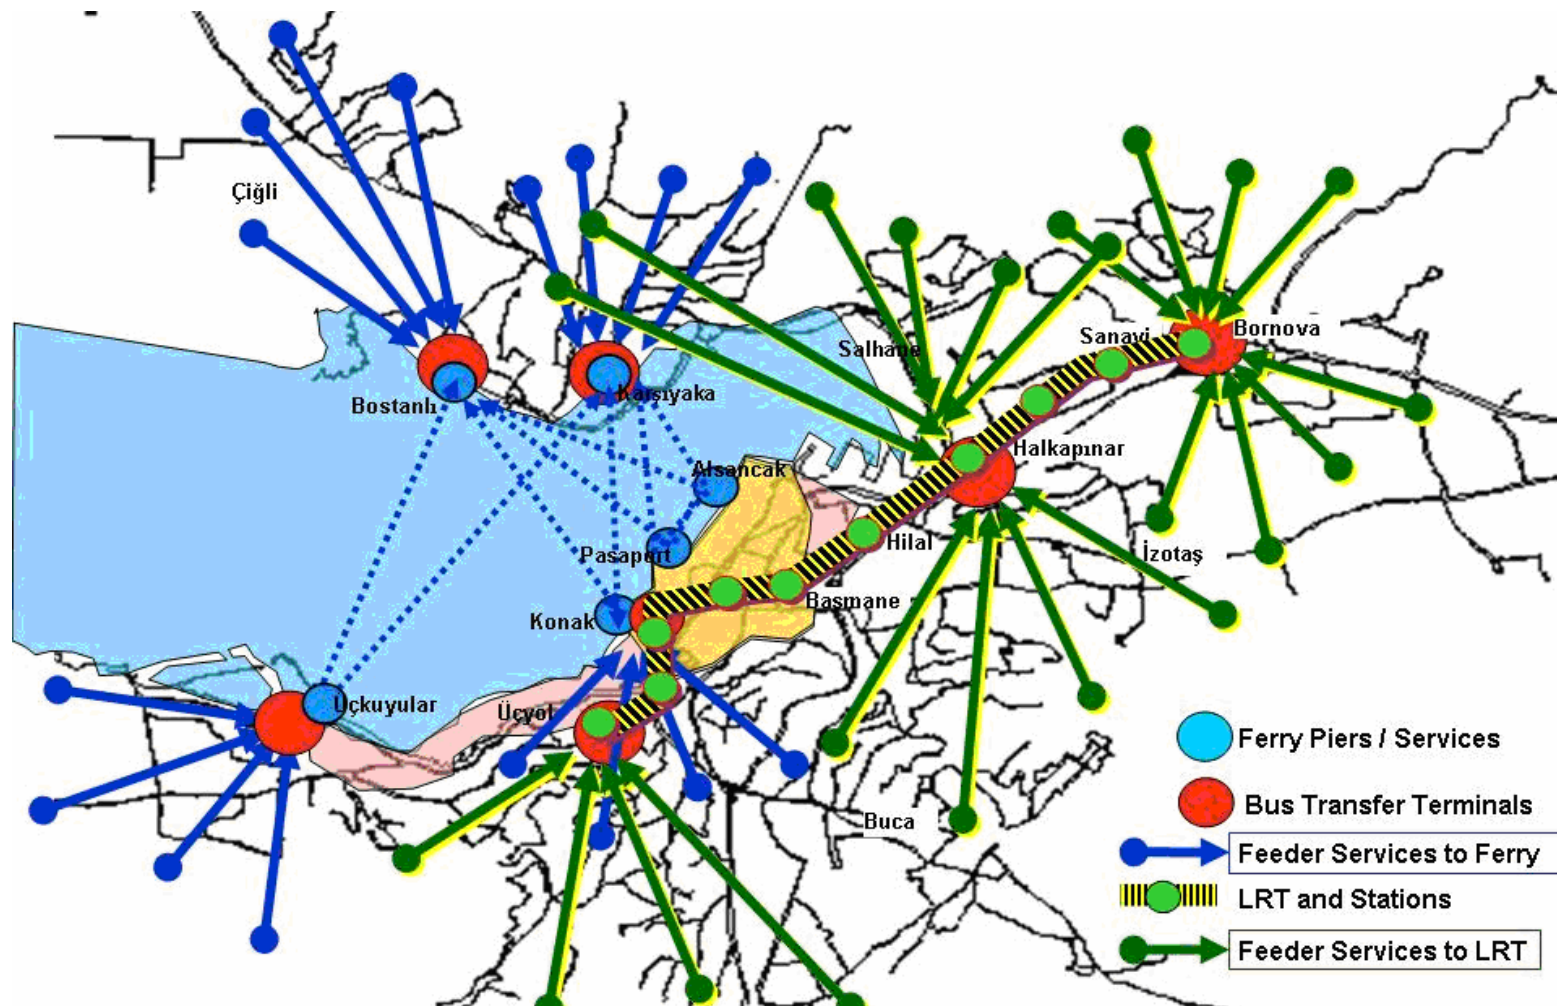 Çiğli
Bostanlı
Karşıyaka
Salhane
Sanayi
Bornova
Halkapınar
Alsancak
Pasaport
Hilal
İzotaş
Basmane
Konak
Üçkuyular
Üçyol
Buca
Ferry Piers / Services
Bus Transfer Terminals
Feeder Services to Ferry
LRT and Stations
Feeder Services to LRT